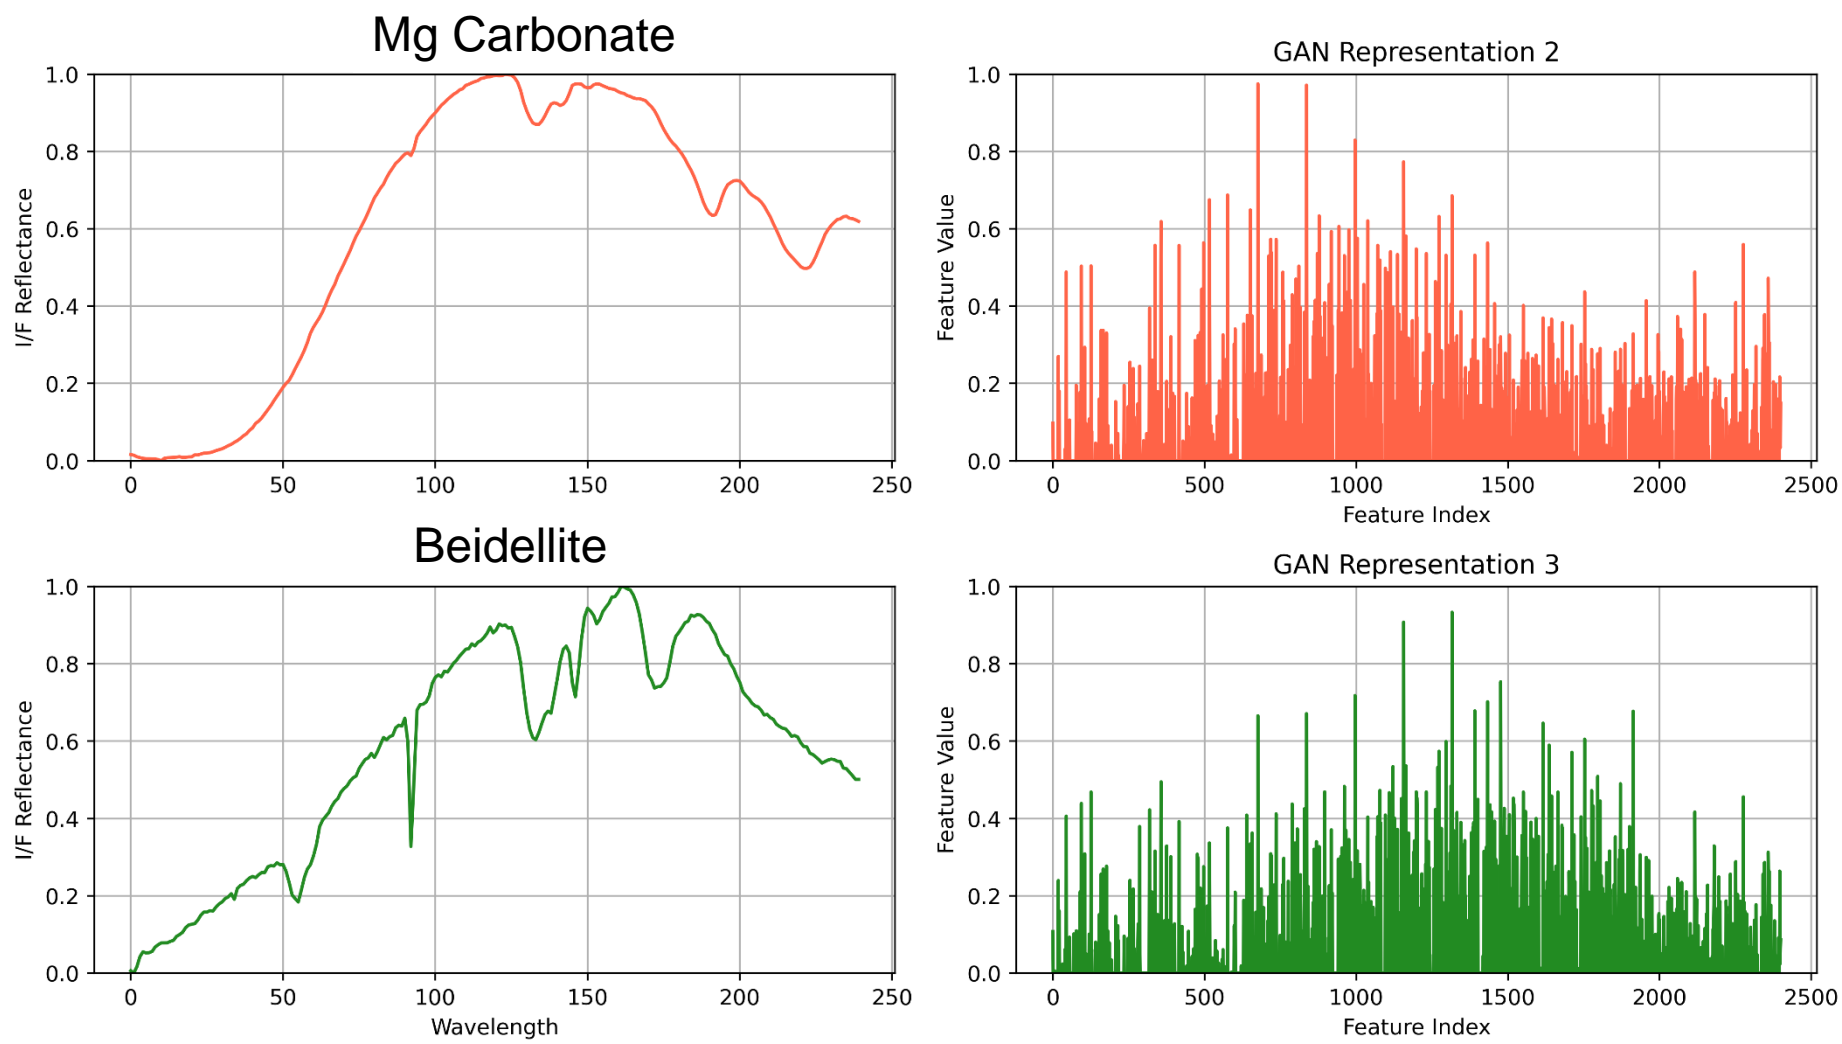 Mg Carbonate
I/F Reflectance
1.0
0.8
0.6
0.4
0.2
0.0
0 50 100 150 200 250
GAN Representation 2
Feature Value
1.0
0.8
0.6
0.4
0.2
0.0
0 500 1000 1500 2000 2500
Feature Index
Beidellite
I/F Reflectance
1.0
0.8
0.6
0.4
0.2
0.0
0 50 100 150 200 250
Wavelength
GAN Representation 3
Feature Value
1.0
0.8
0.6
0.4
0.2
0.0
0 500 1000 1500 2000 2500
Feature Index